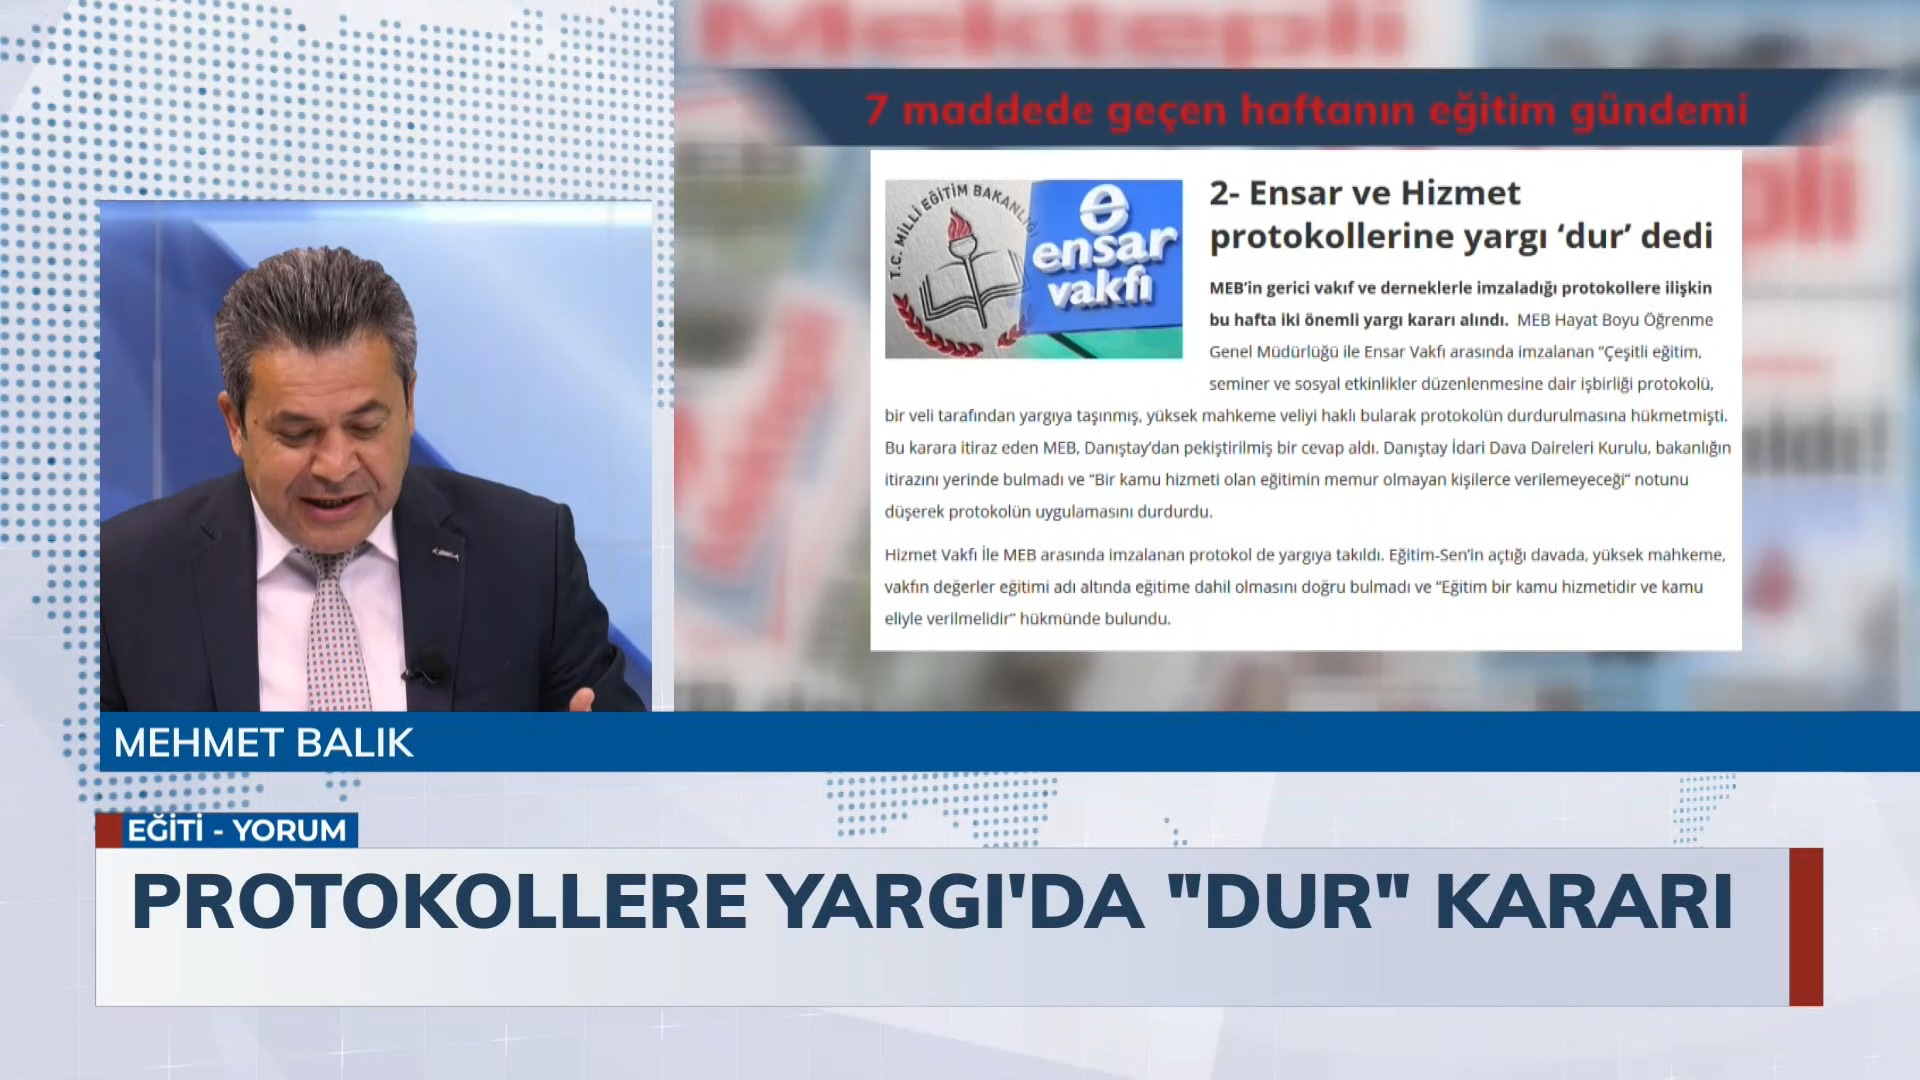 Mektepli
7 maddede geçen haftanın eğitim gündemi
T.C. MİLLİ EĞİTİM BAKANLIĞI
ensar
vakfı
2- Ensar ve Hizmet
protokollerine yargı ‘dur’ dedi
MEB’in gerici vakıf ve derneklerle imzaladığı protokollere ilişkin
bu hafta iki önemli yargı kararı alındı. MEB Hayat Boyu Öğrenme
Genel Müdürlüğü ile Ensar Vakfı arasında imzalanan “Çeşitli eğitim,
seminer ve sosyal etkinlikler düzenlenmesine dair işbirliği protokolü,
bir veli tarafından yargıya taşınmış, yüksek mahkeme veliyi haklı bularak protokolün durdurulmasına hükmetmişti.
Bu karara itiraz eden MEB, Danıştay’dan pekiştirilmiş bir cevap aldı. Danıştay İdari Dava Daireleri Kurulu, bakanlığın
itirazını yerinde bulmadı ve “Bir kamu hizmeti olan eğitimin memur olmayan kişilerce verilemeyeceği“ notunu
düşerek protokolün uygulamasını durdurdu.
Hizmet Vakfı İle MEB arasında imzalanan protokol de yargıya takıldı. Eğitim-Sen’in açtığı davada, yüksek mahkeme,
vakfın değerler eğitimi adı altında eğitime dahil olmasını doğru bulmadı ve “Eğitim bir kamu hizmetidir ve kamu
eliyle verilmelidir“ hükmünde bulundu.
MEHMET BALIK
EĞİTİ - YORUM
PROTOKOLLERE YARGI'DA "DUR" KARARI